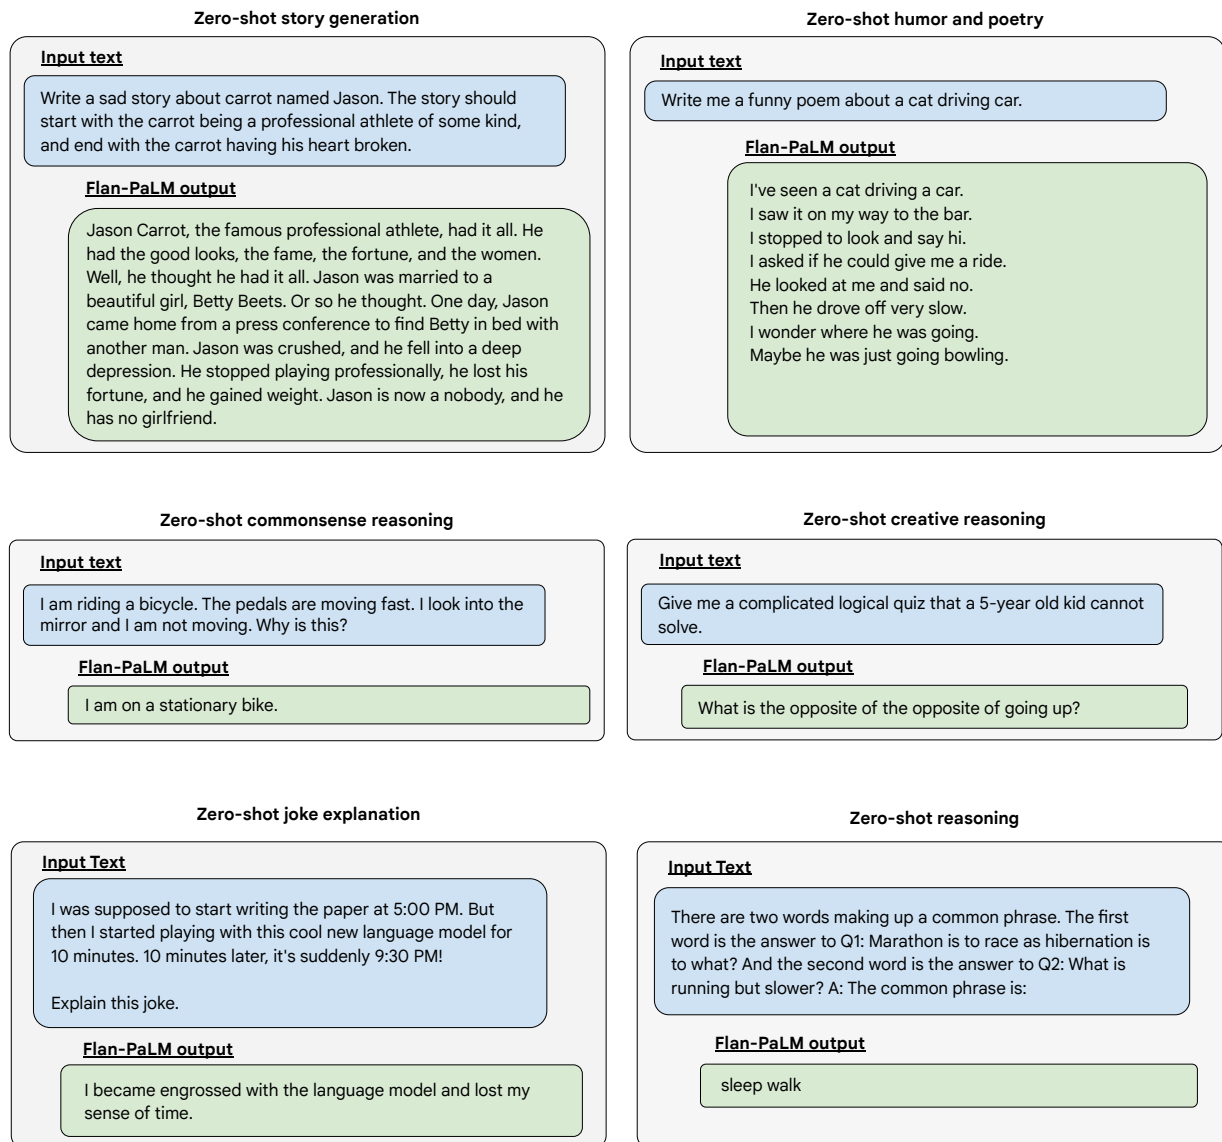 Zero-shot story generation
Input text
Write a sad story about carrot named Jason. The story should
start with the carrot being a professional athlete of some kind,
and end with the carrot having his heart broken.
Flan-PaLM output
Jason Carrot, the famous professional athlete, had it all. He
had the good looks, the fame, the fortune, and the women.
Well, he thought he had it all. Jason was married to a
beautiful girl, Betty Beets. Or so he thought. One day, Jason
came home from a press conference to find Betty in bed with
another man. Jason was crushed, and he fell into a deep
depression. He stopped playing professionally, he lost his
fortune, and he gained weight. Jason is now a nobody, and he
has no girlfriend.
Zero-shot humor and poetry
Input text
Write me a funny poem about a cat driving car.
Flan-PaLM output
I've seen a cat driving a car.
I saw it on my way to the bar.
I stopped to look and say hi.
I asked if he could give me a ride.
He looked at me and said no.
Then he drove off very slow.
I wonder where he was going.
Maybe he was just going bowling.
Zero-shot commonsense reasoning
Input text
I am riding a bicycle. The pedals are moving fast. I look into the
mirror and I am not moving. Why is this?
Flan-PaLM output
I am on a stationary bike.
Zero-shot creative reasoning
Input text
Give me a complicated logical quiz that a 5-year old kid cannot
solve.
Flan-PaLM output
What is the opposite of the opposite of going up?
Zero-shot joke explanation
Input Text
I was supposed to start writing the paper at 5:00 PM. But
then I started playing with this cool new language model for
10 minutes. 10 minutes later, it's suddenly 9:30 PM!
Explain this joke.
Flan-PaLM output
I became engrossed with the language model and lost my
sense of time.
Zero-shot reasoning
Input Text
There are two words making up a common phrase. The first
word is the answer to Q1: Marathon is to race as hibernation is
to what? And the second word is the answer to Q2: What is
running but slower? A: The common phrase is:
Flan-PaLM output
sleep walk